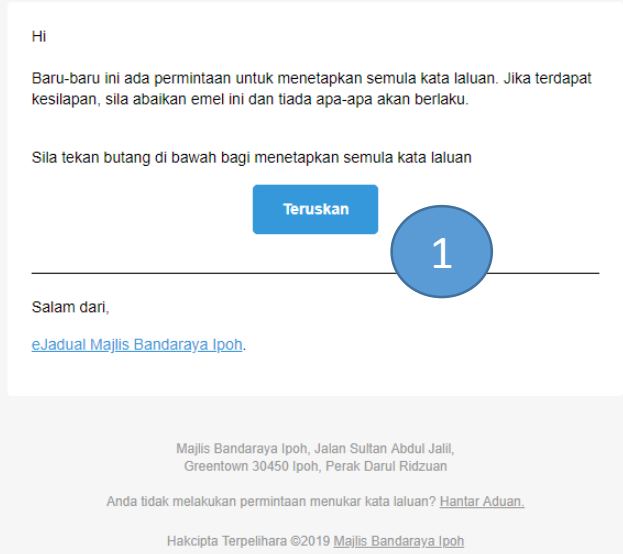 Hi
Baru-baru ini ada permintaan untuk menetapkan semula kata laluan. Jika terdapat
kesilapan, sila abaikan emel ini dan tiada apa-apa akan berlaku.
Sila tekan butang di bawah bagi menetapkan semula kata laluan
Teruskan
1
Salam dari,
eJadual Majlis Bandaraya Ipoh.
Majlis Bandaraya Ipoh, Jalan Sultan Abdul Jalil,
Greentown 30450 Ipoh, Perak Darul Ridzuan
Anda tidak melakukan permintaan menukar kata laluan? Hantar Aduan.
Hakcipta Terpelihara ©2019 Majlis Bandaraya Ipoh